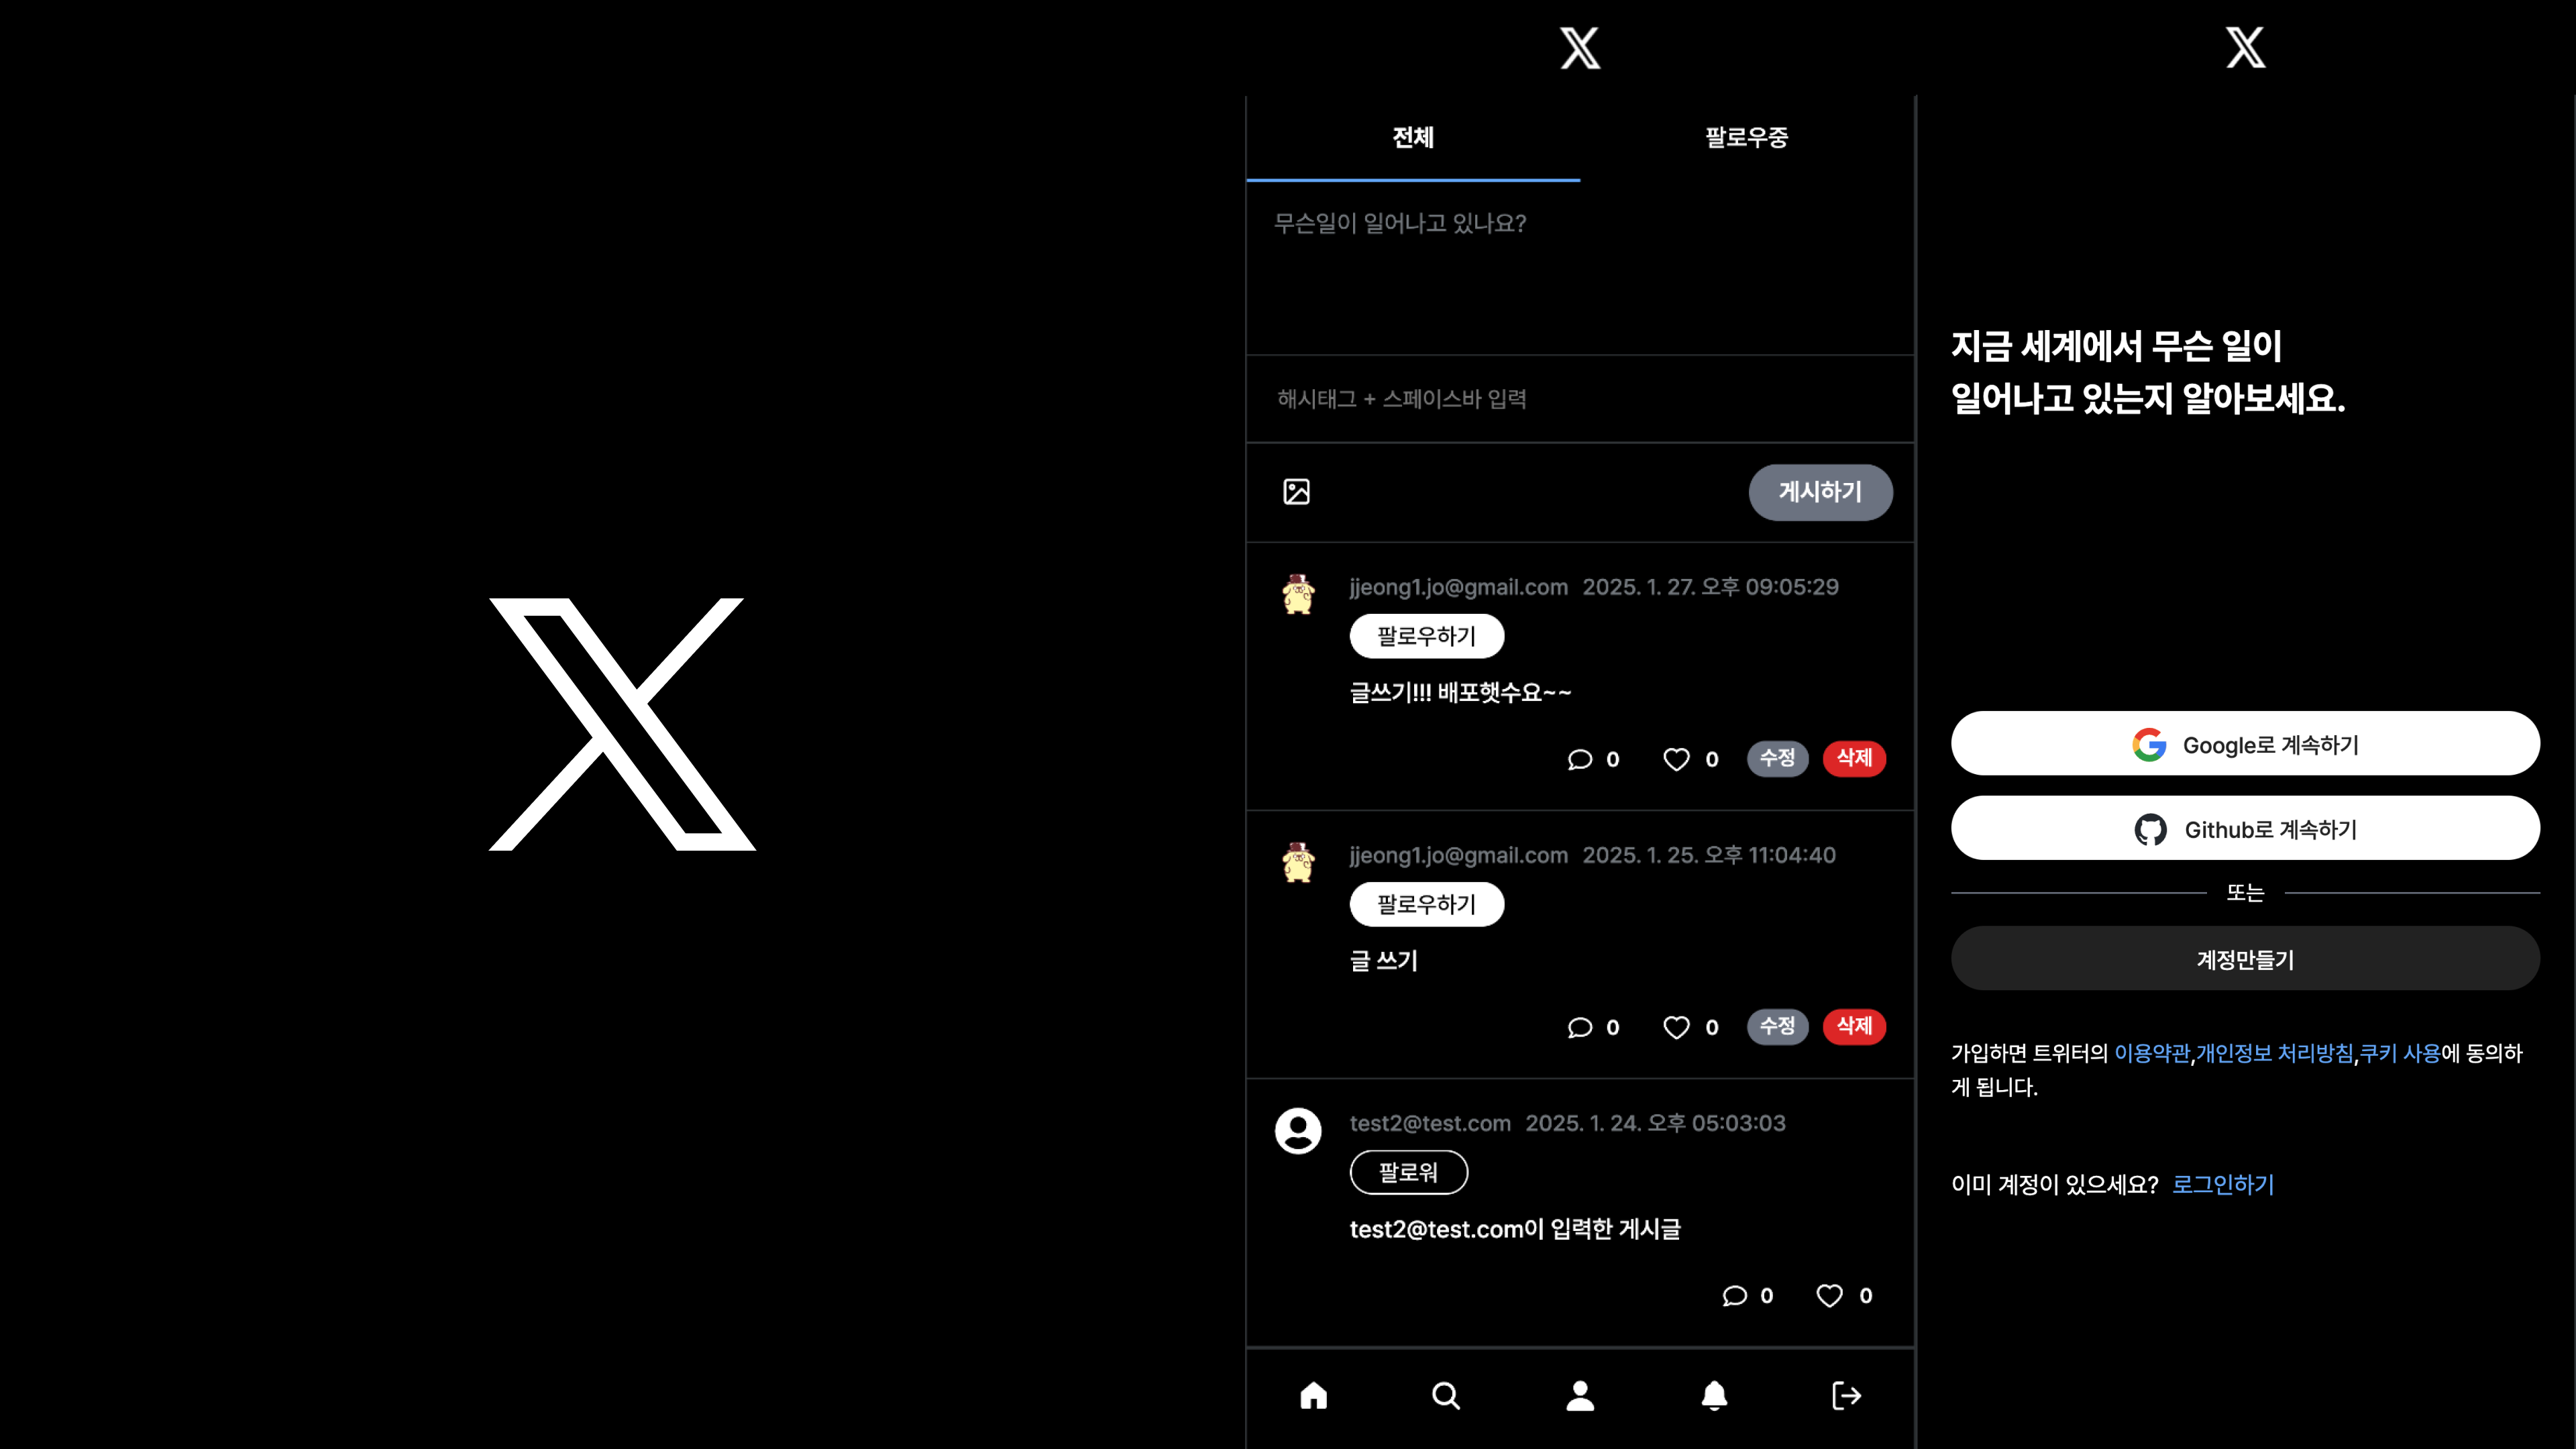 전체
팔로우중
무슨일이 일어나고 있나요?
해시태그 + 스페이스바 입력
게시하기
jjeong1.jo@gmail.com 2025. 1. 27. 오후 09:05:29
팔로우하기
글쓰기!!! 배포햇수요~~
0 0 수정 삭제
jjeong1.jo@gmail.com 2025. 1. 25. 오후 11:04:40
팔로우하기
글 쓰기
0 0 수정 삭제
test2@test.com 2025. 1. 24. 오후 05:03:03
팔로워
test2@test.com이 입력한 게시글
0 0
지금 세계에서 무슨 일이
일어나고 있는지 알아보세요.
Google로 계속하기
Github로 계속하기
또는
계정만들기
가입하면 트위터의 이용약관,개인정보 처리방침,쿠키 사용에 동의하
게 됩니다.
이미 계정이 있으세요? 로그인하기